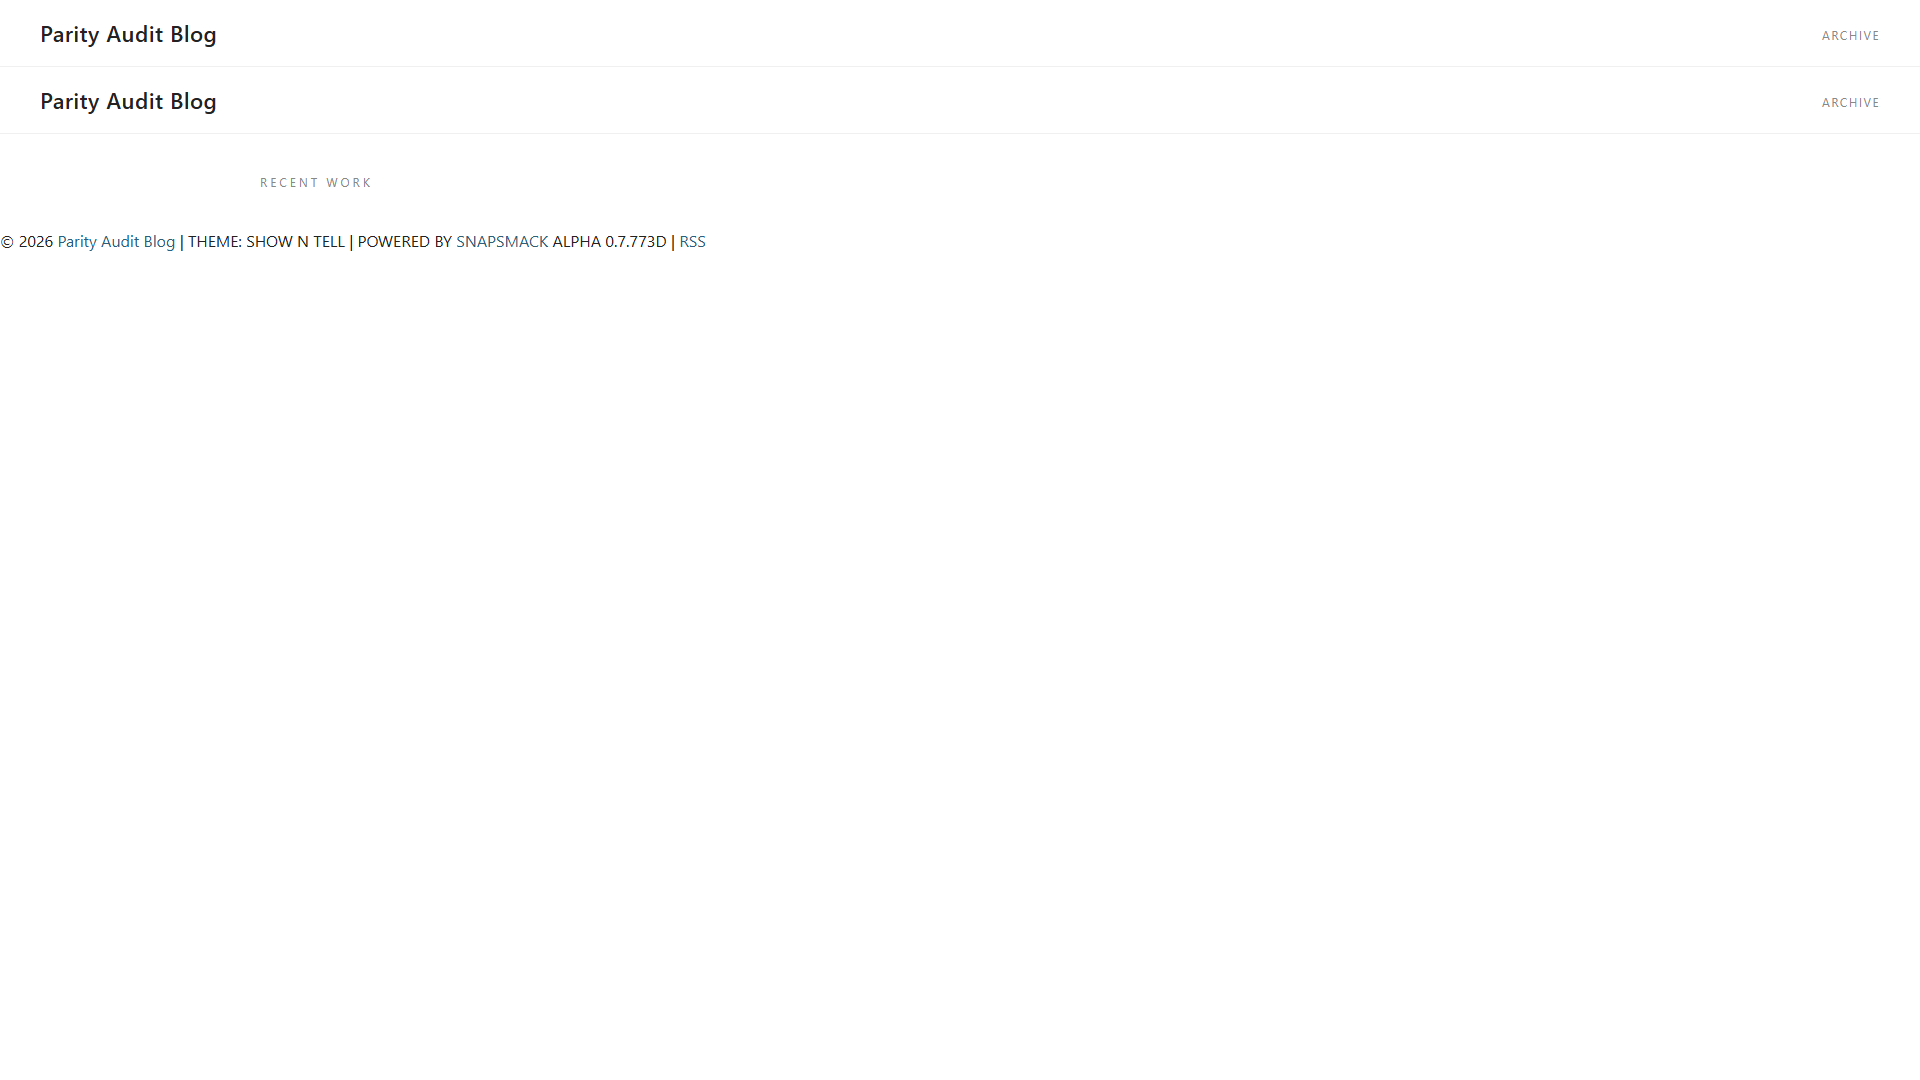 Parity Audit Blog ARCHIVE
Parity Audit Blog ARCHIVE
RECENT WORK
© 2026 Parity Audit Blog | THEME: SHOW N TELL | POWERED BY SNAPSMACK ALPHA 0.7.773D | RSS